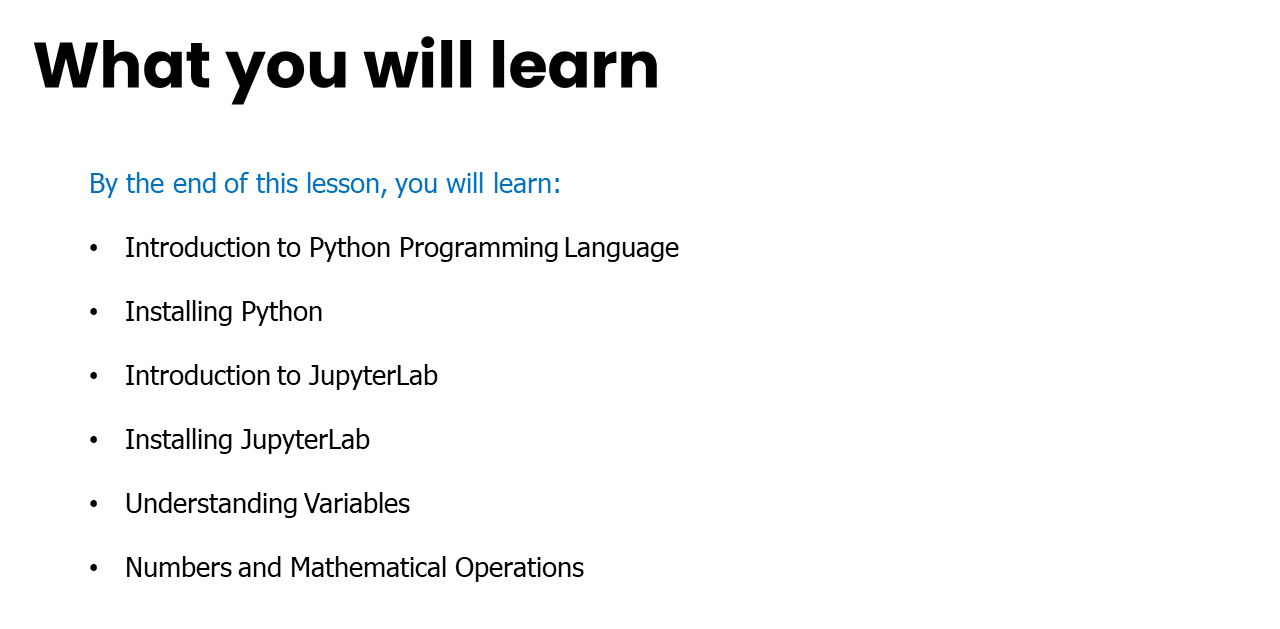 What you will learn
By the end of this lesson, you will learn:
• Introduction to Python Programming Language
• Installing Python
• Introduction to JupyterLab
• Installing JupyterLab
• Understanding Variables
• Numbers and Mathematical Operations